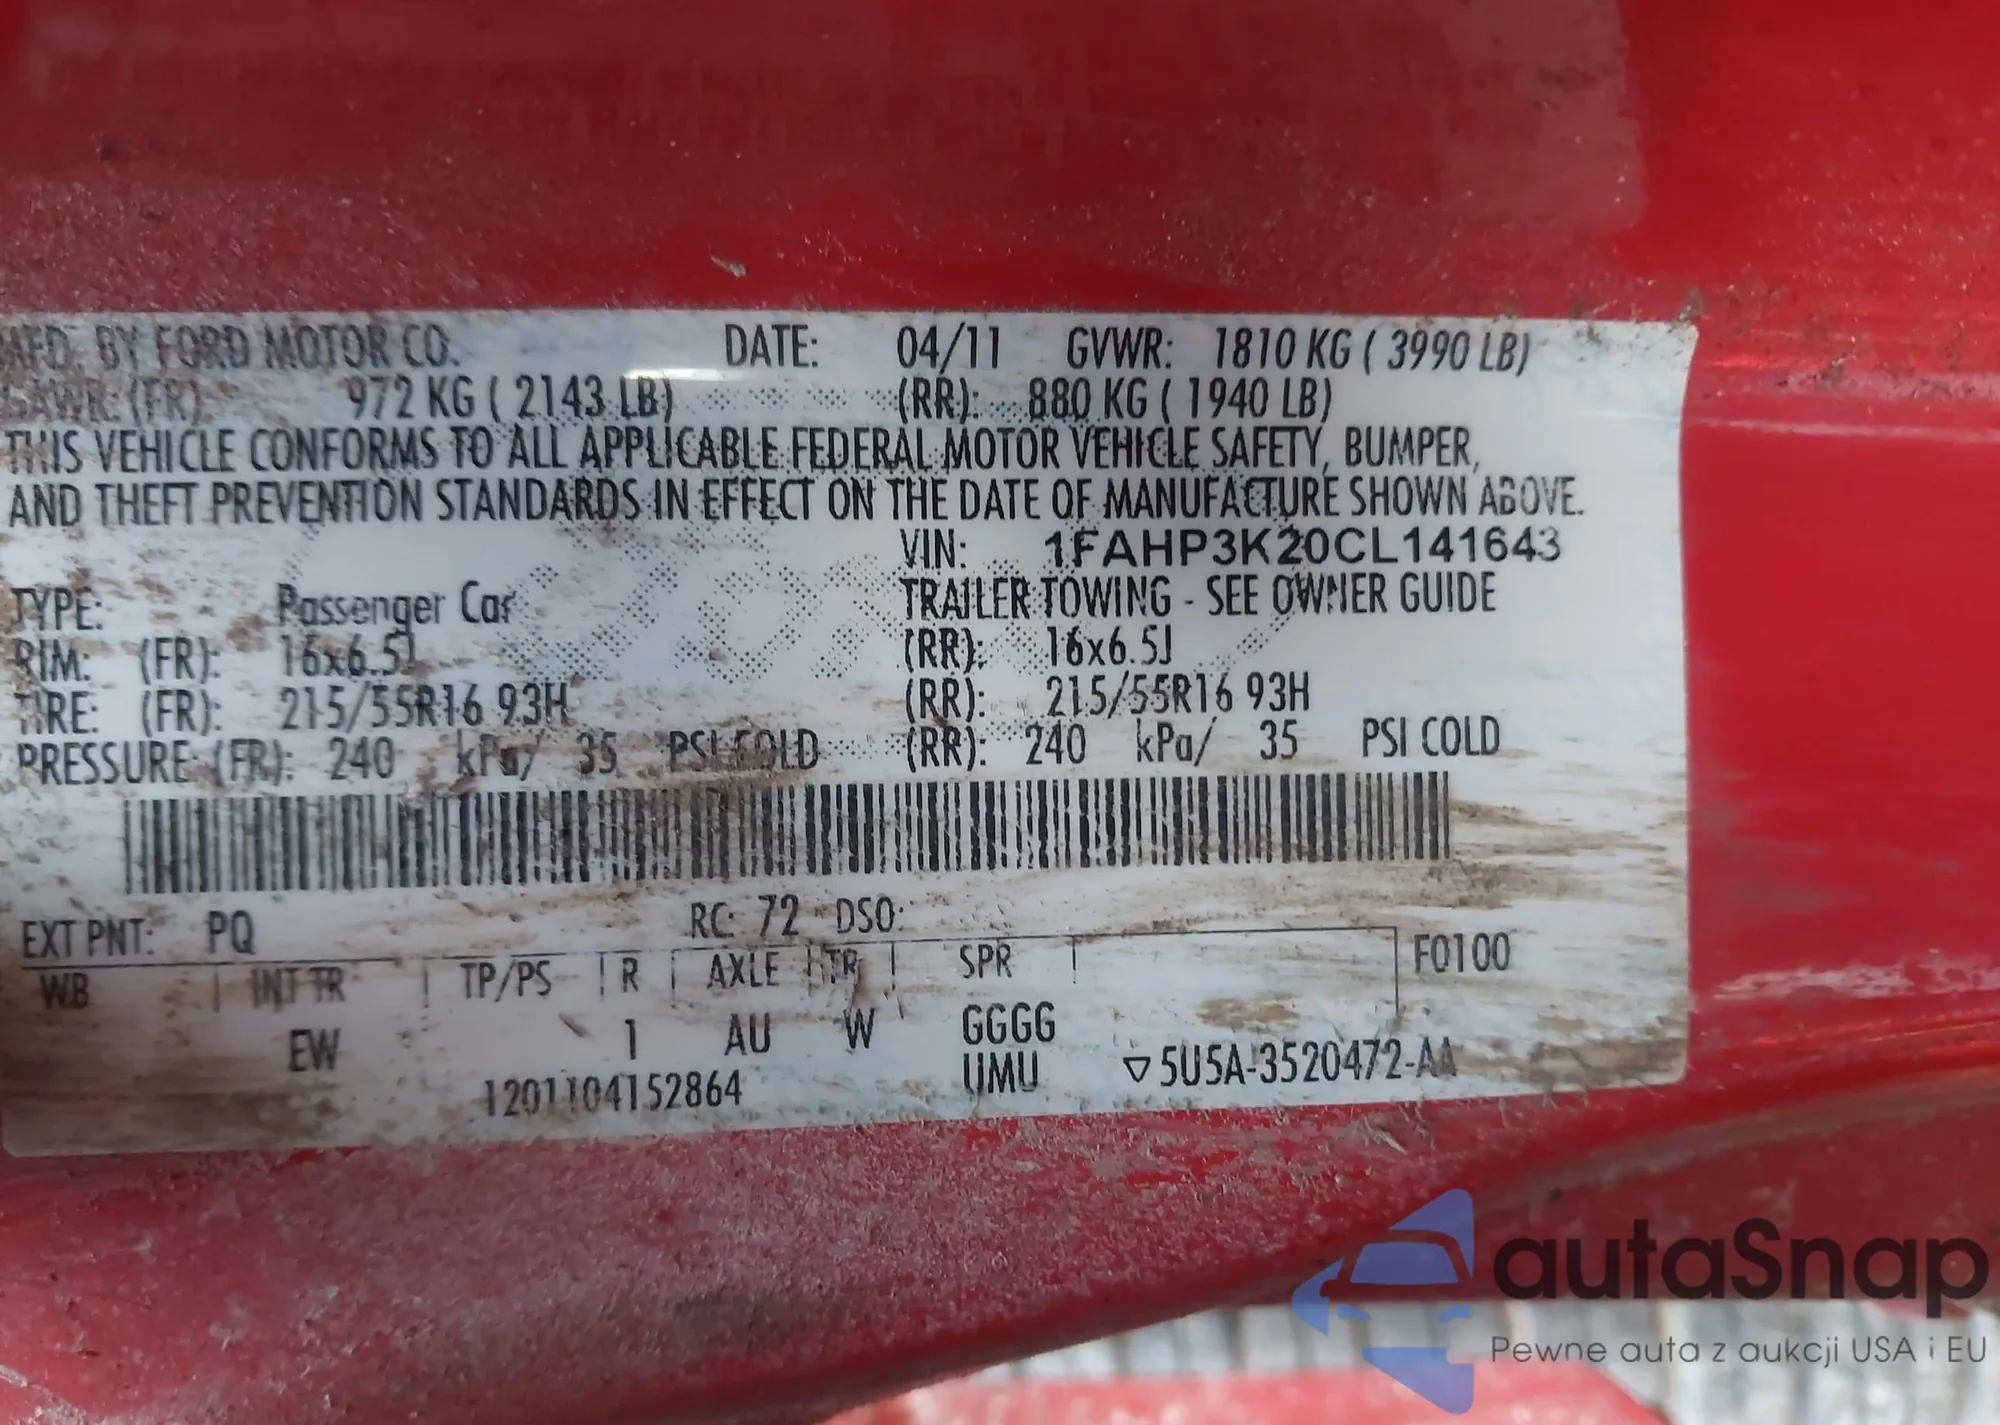 MFD. BY FORD MOTOR CO. DATE: 04/11 GVWR: 1810 KG ( 3990 LB)
GAWR: (FR): 972 KG ( 2143 LB) (RR): 880 KG ( 1940 LB)
THIS VEHICLE CONFORMS TO ALL APPLICABLE FEDERAL MOTOR VEHICLE SAFETY, BUMPER,
AND THEFT PREVENTION STANDARDS IN EFFECT ON THE DATE OF MANUFACTURE SHOWN ABOVE.
VIN: 1FAHP3K20CL141643
TYPE: Passenger Car TRAILER TOWING - SEE OWNER GUIDE
RIM: (FR): 16x6.5J (RR): 16x6.5J
TIRE: (FR): 215/55R16 93H (RR): 215/55R16 93H
PRESSURE: (FR): 240 kPa/ 35 PSI COLD (RR): 240 kPa/ 35 PSI COLD
EXT PNT: PQ RC: 72 DSO:
WB INT TR TP/PS R AXLE TR SPR F0100
EW 1 AU W GGGG
1201104152864 UMU ▽5U5A-3520472-AA
autaSnap
Pewne auta z aukcji USA i EU